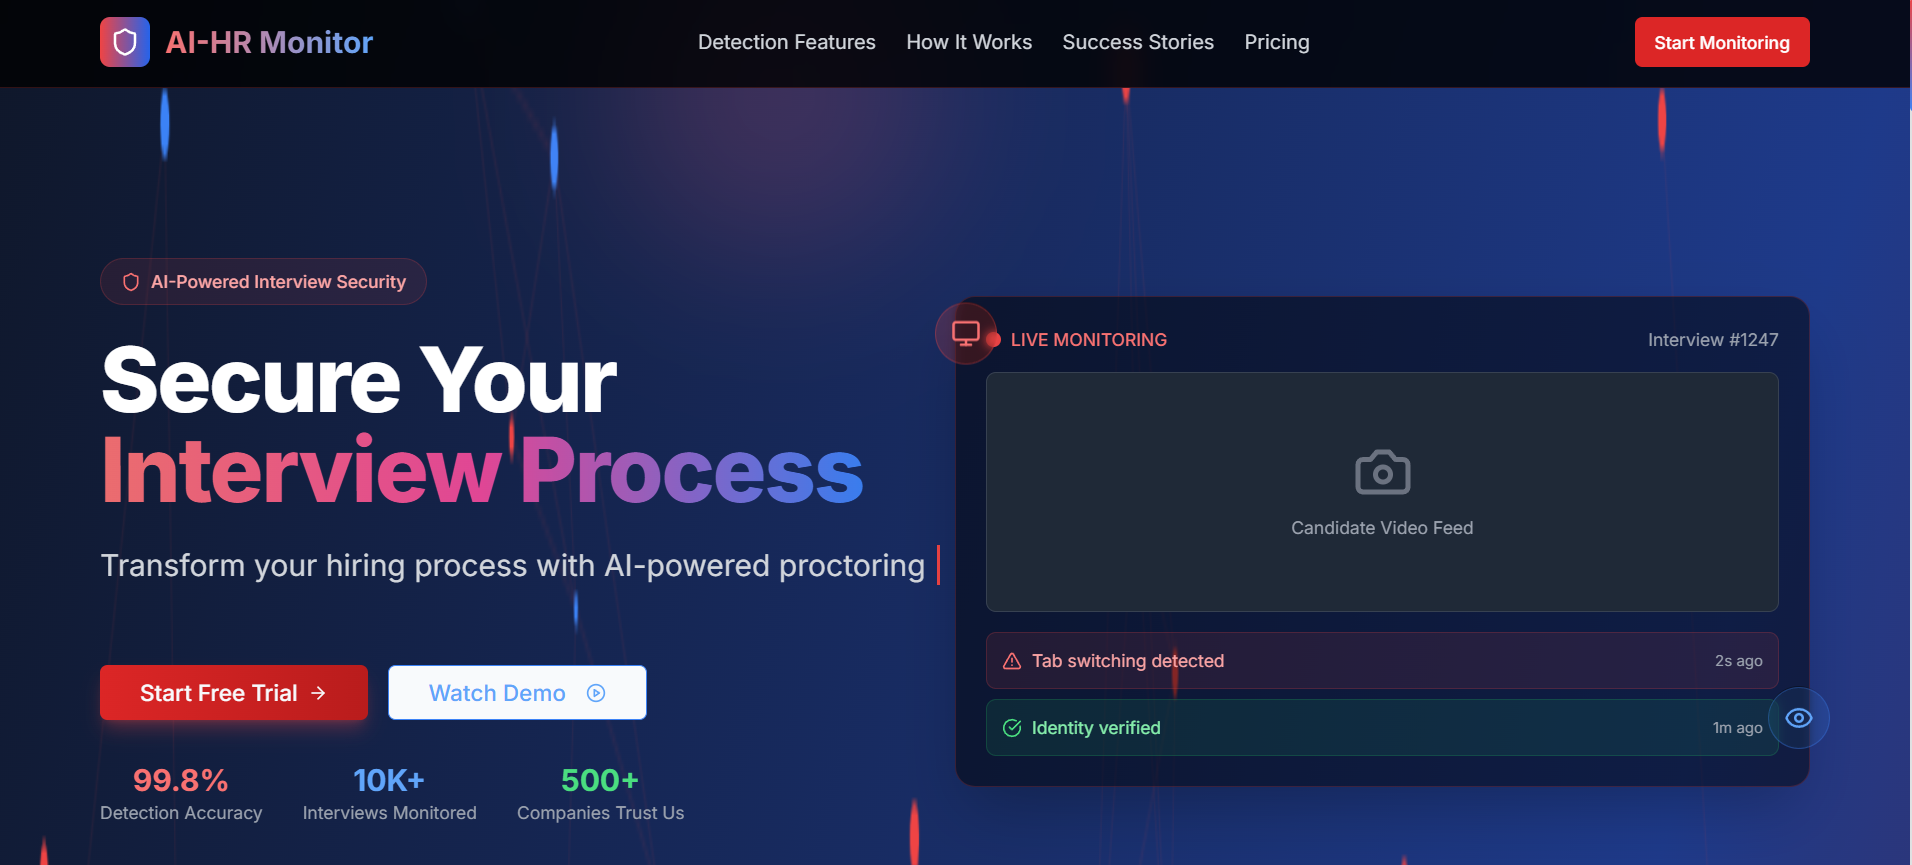 AI-HR Monitor
Detection Features
How It Works
Success Stories
Pricing
Start Monitoring
AI-Powered Interview Security
Secure Your
Interview Process
Transform your hiring process with AI-powered proctoring
Start Free Trial
Watch Demo
99.8%
Detection Accuracy
10K+
Interviews Monitored
500+
Companies Trust Us
LIVE MONITORING
Interview #1247
Candidate Video Feed
Tab switching detected
2s ago
Identity verified
1m ago